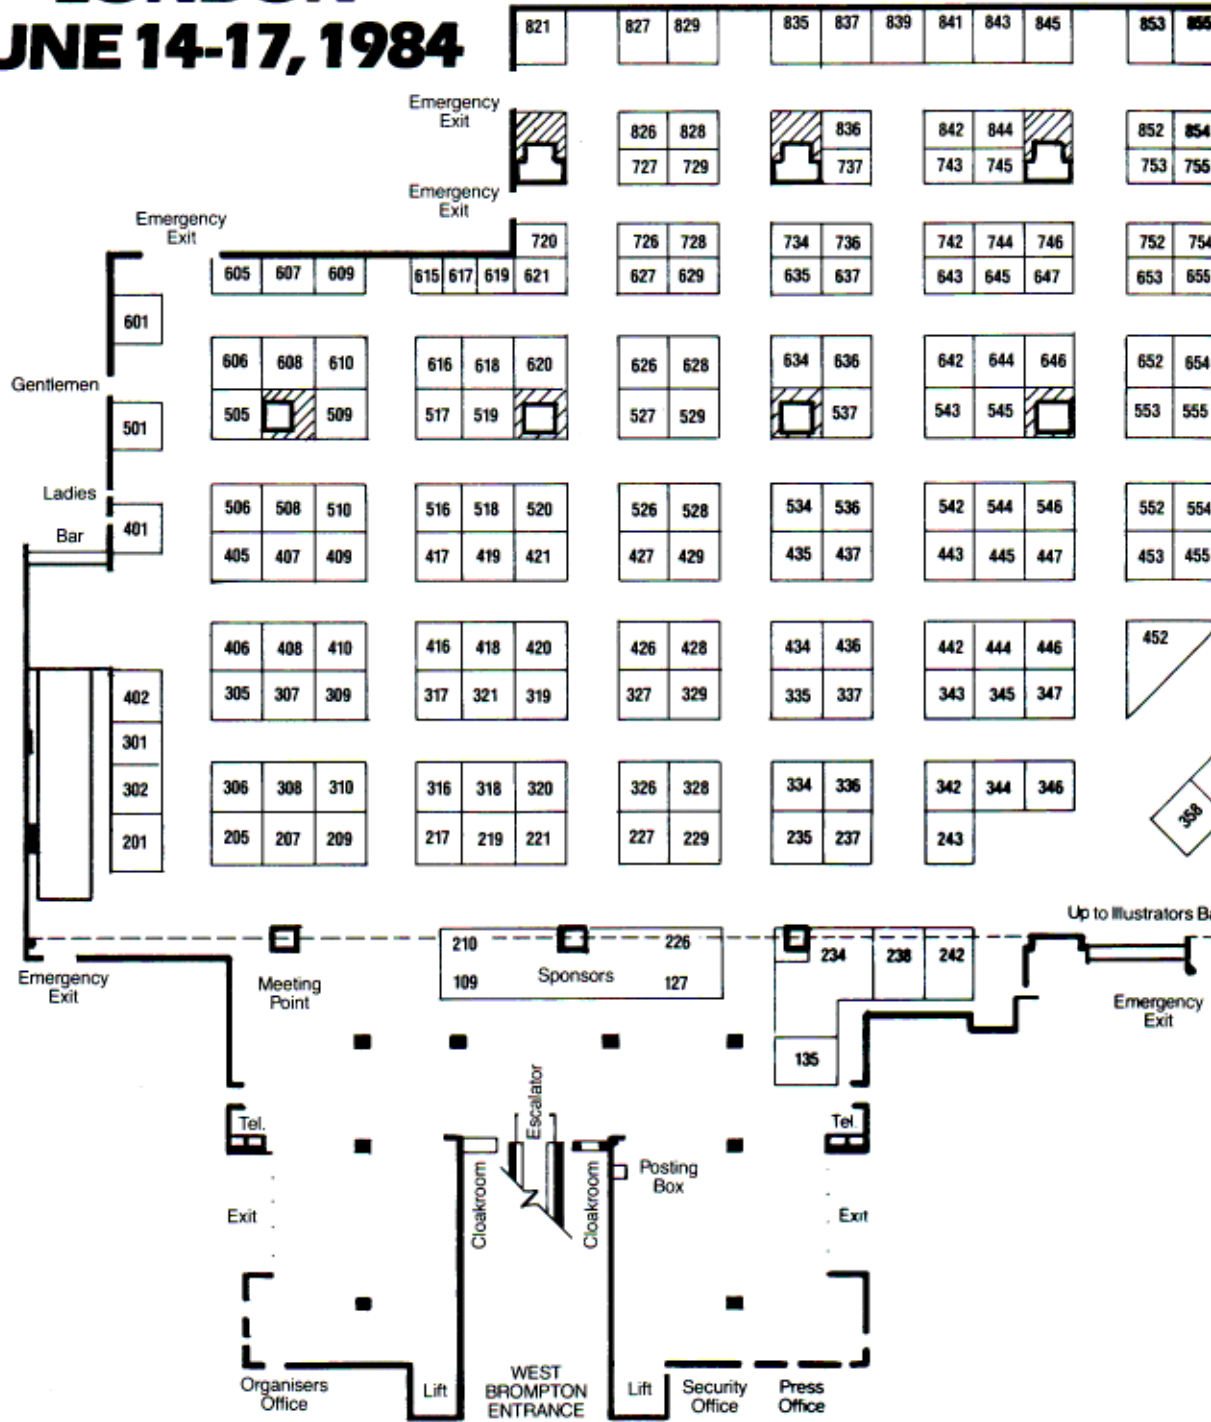 LONDON
UNE 14-17, 1984
821 827 829 835 837 839 841 843 845 853 855
Emergency
Exit
826 828 836 842 844 852 854
727 729 737 743 745 753 755
Emergency
Exit
Emergency
Exit
720 726 728 734 736 742 744 746 752 754
605 607 609 615 617 619 621 627 629 635 637 643 645 647 653 655
601
606 608 610 616 618 620 626 628 634 636 642 644 646 652 654
Gentlemen
505 509 517 519 527 529 537 543 545 553 555
501
Ladies
506 508 510 516 518 520 526 528 534 536 542 544 546 552 554
401
Bar
405 407 409 417 419 421 427 429 435 437 443 445 447 453 455
406 408 410 416 418 420 426 428 434 436 442 444 446 452
402
305 307 309 317 321 319 327 329 335 337 343 345 347
301
302 306 308 310 316 318 320 326 328 334 336 342 344 346
358
201 205 207 209 217 219 221 227 229 235 237 243
Up to Illustrators Ba
210 226 234 238 242
109 Sponsors 127
Emergency
Exit
Meeting
Point
Emergency
Exit
135
Escalator
Tel. Tel.
Cloakroom Cloakroom
Posting
Box
Exit Exit
Organisers
Office
Lift
WEST
BROMPTON
ENTRANCE
Lift
Security
Office
Press
Office